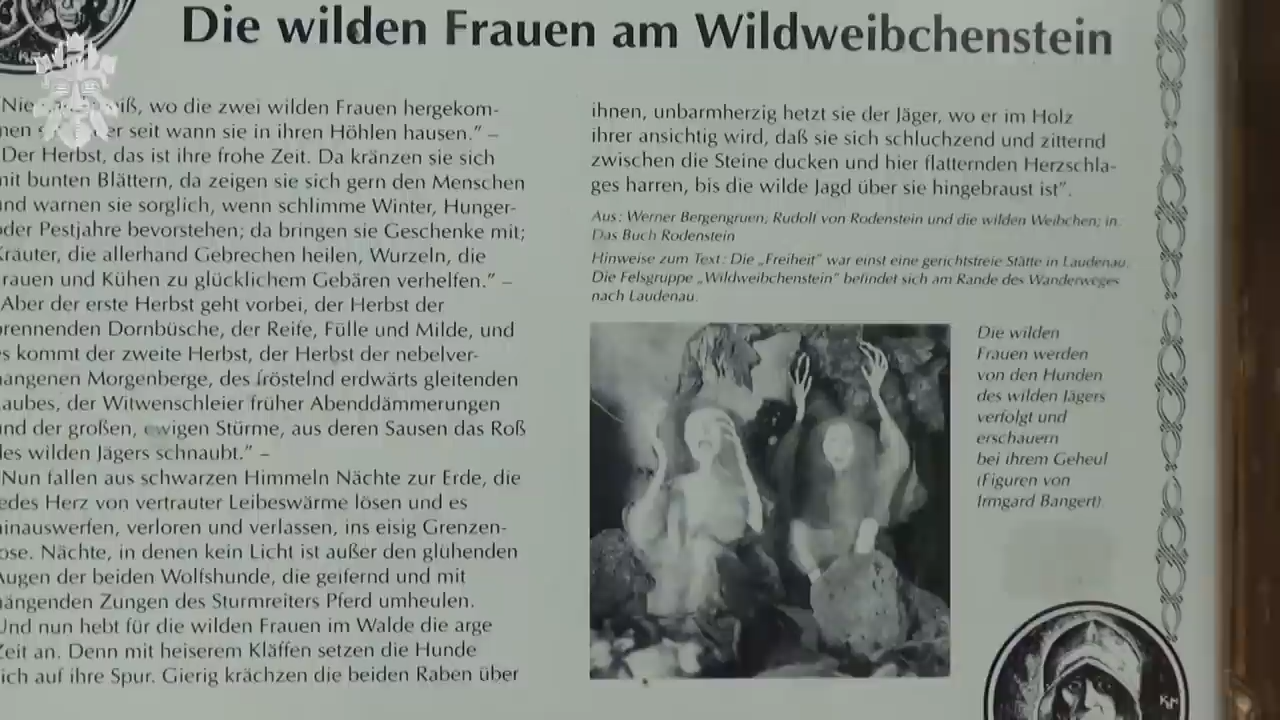 Die wilden Frauen am Wildweibchenstein
wo die zwei wilden Frauen hergekom-
seit wann sie in ihren Höhlen hausen.” –
Der Herbst, das ist ihre frohe Zeit. Da kränzen sie sich
mit bunten Blättern, da zeigen sie sich gern den Menschen
und warnen sie sorglich, wenn schlimme Winter, Hunger-
oder Pestjahre bevorstehen; da bringen sie Geschenke mit;
Kräuter, die allerhand Gebrechen heilen, Wurzeln, die
Frauen und Kühen zu glücklichem Gebären verhelfen.” –
Aber der erste Herbst geht vorbei, der Herbst der
brennenden Dornbüsche, der Reife, Fülle und Milde, und
es kommt der zweite Herbst, der Herbst der nebelver-
hangenen Morgenberge, des fröstelnd erdwärts gleitenden
Laubes, der Witwenschleier früher Abenddämmerungen
und der großen, ewigen Stürme, aus deren Sausen das Roß
des wilden Jägers schnaubt.” –
Nun fallen aus schwarzen Himmeln Nächte zur Erde, die
jedes Herz von vertrauter Leibeswärme lösen und es
hinauswerfen, verloren und verlassen, ins eisig Grenzen-
lose. Nächte, in denen kein Licht ist außer den glühenden
Augen der beiden Wolfshunde, die geifernd und mit
hängenden Zungen des Sturmreiters Pferd umheulen.
Und nun hebt für die wilden Frauen im Walde die arge
Zeit an. Denn mit heiserem Kläffen setzen die Hunde
sich auf ihre Spur. Gierig krächzen die beiden Raben über
ihnen, unbarmherzig hetzt sie der Jäger, wo er im Holz
ihrer ansichtig wird, daß sie sich schluchzend und zitternd
zwischen die Steine ducken und hier flatternden Herzschla-
ges harren, bis die wilde Jagd über sie hingebraust ist”.
Aus: Werner Bergengruen, Rudolf von Rodenstein und die wilden Weibchen; in:
Das Buch Rodenstein
Hinweise zum Text: Die „Freiheit” war einst eine gerichtsfreie Stätte in Laudenau.
Die Felsgruppe „Wildweibchenstein” befindet sich am Rande des Wanderweges
nach Laudenau.
Die wilden
Frauen werden
von den Hunden
des wilden Jägers
verfolgt und
erschauern
bei ihrem Geheul
(Figuren von
Irmgard Bangert)